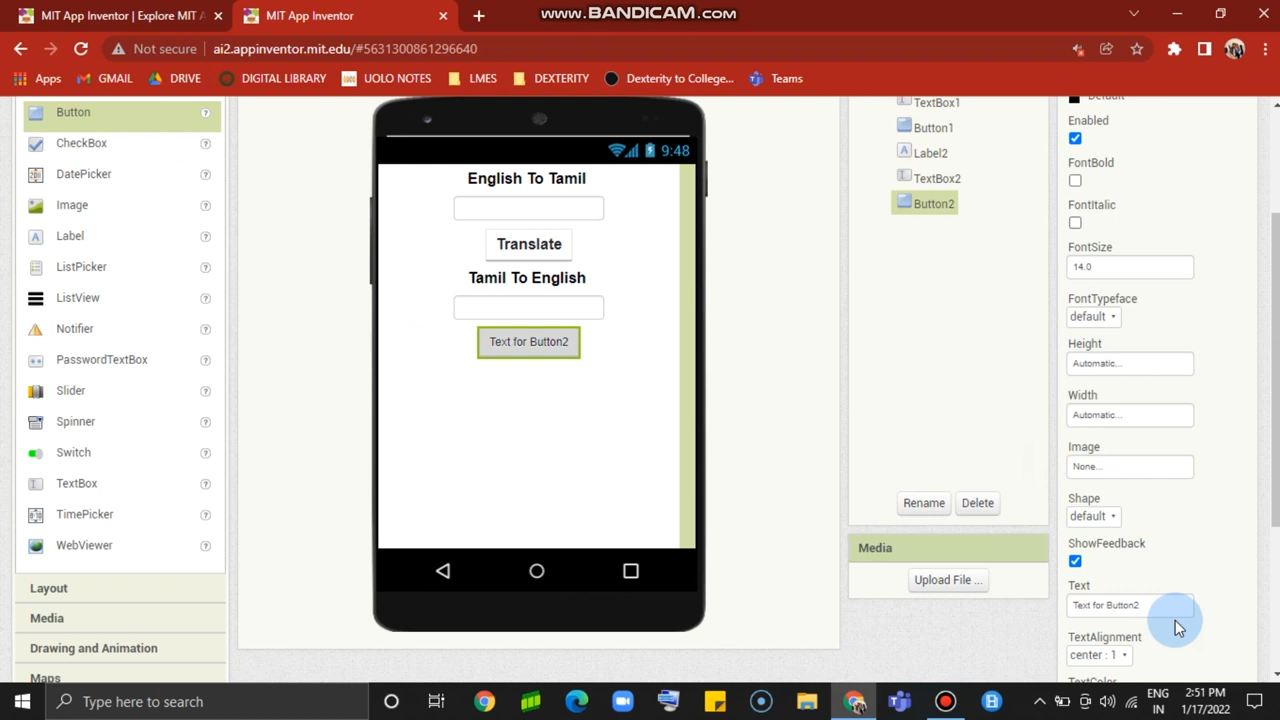 MIT App Inventor | Explore MIT A
MIT App Inventor
www.BANDICAM.com
Not secure
ai2.appinventor.mit.edu/#5631300861296640
Apps
GMAIL
DRIVE
DIGITAL LIBRARY
UOLO NOTES
LMES
DEXTERITY
Dexterity to College...
Teams
Button
CheckBox
DatePicker
Image
Label
ListPicker
ListView
Notifier
PasswordTextBox
Slider
Spinner
Switch
TextBox
TimePicker
WebViewer
Layout
Media
Drawing and Animation
Maps
9:48
English To Tamil
Translate
Tamil To English
Text for Button2
TextBox1
Button1
Label2
TextBox2
Button2
Rename
Delete
Media
Upload File ...
Default
Enabled
FontBold
FontItalic
FontSize
14.0
FontTypeface
default
Height
Automatic...
Width
Automatic...
Image
None...
Shape
default
ShowFeedback
Text
Text for Button2
TextAlignment
center : 1
TextColor
Type here to search
ENG
IN
2:51 PM
1/17/2022